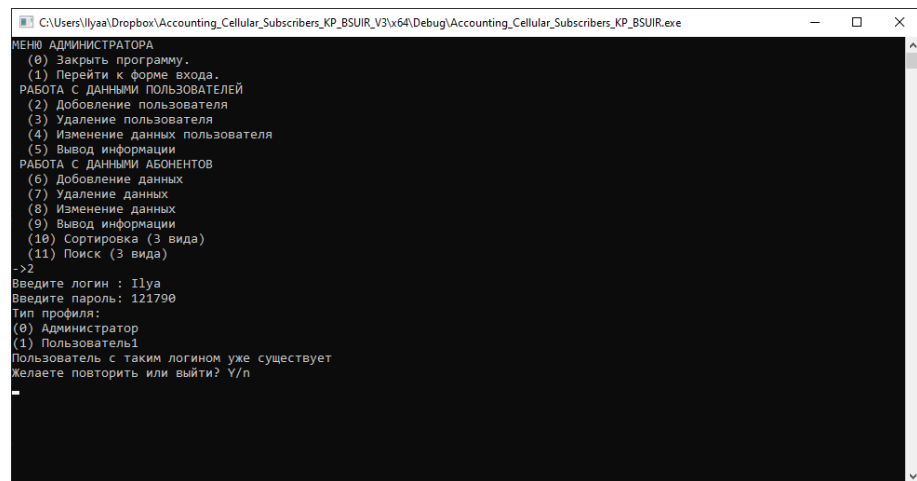 C:\Users\Ilyaa\Dropbox\Accounting_Cellular_Subscribers_KP_BSUIR_V3\x64\Debug\Accounting_Cellular_Subscribers_KP_BSUIR.exe
МЕНЮ АДМИНИСТРАТОРА
(0) Закрыть программу.
(1) Перейти к форме входа.
РАБОТА С ДАННЫМИ ПОЛЬЗОВАТЕЛЕЙ
(2) Добовление пользователя
(3) Удаление пользователя
(4) Изменение данных пользователя
(5) Вывод информации
РАБОТА С ДАННЫМИ АБОНЕНТОВ
(6) Добовление данных
(7) Удаление данных
(8) Изменение данных
(9) Вывод информации
(10) Сортировка (3 вида)
(11) Поиск (3 вида)
->2
Введите логин : Ilya
Введите пароль: 121790
Тип профиля:
(0) Администратор
(1) Пользователь1
Пользователь с таким логином уже существует
Желаете повторить или выйти? Y/n